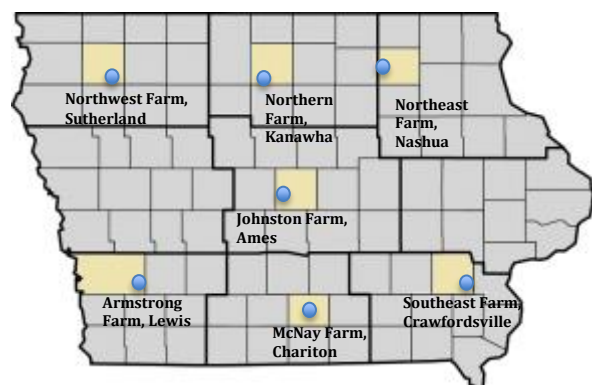 Northwest Farm,
Sutherland
Northern
Farm,
Kanawha
Northeast
Farm,
Nashua
Johnston Farm,
Ames
Armstrong
Farm, Lewis
McNay Farm,
Chariton
Southeast Farm,
Crawfordsville